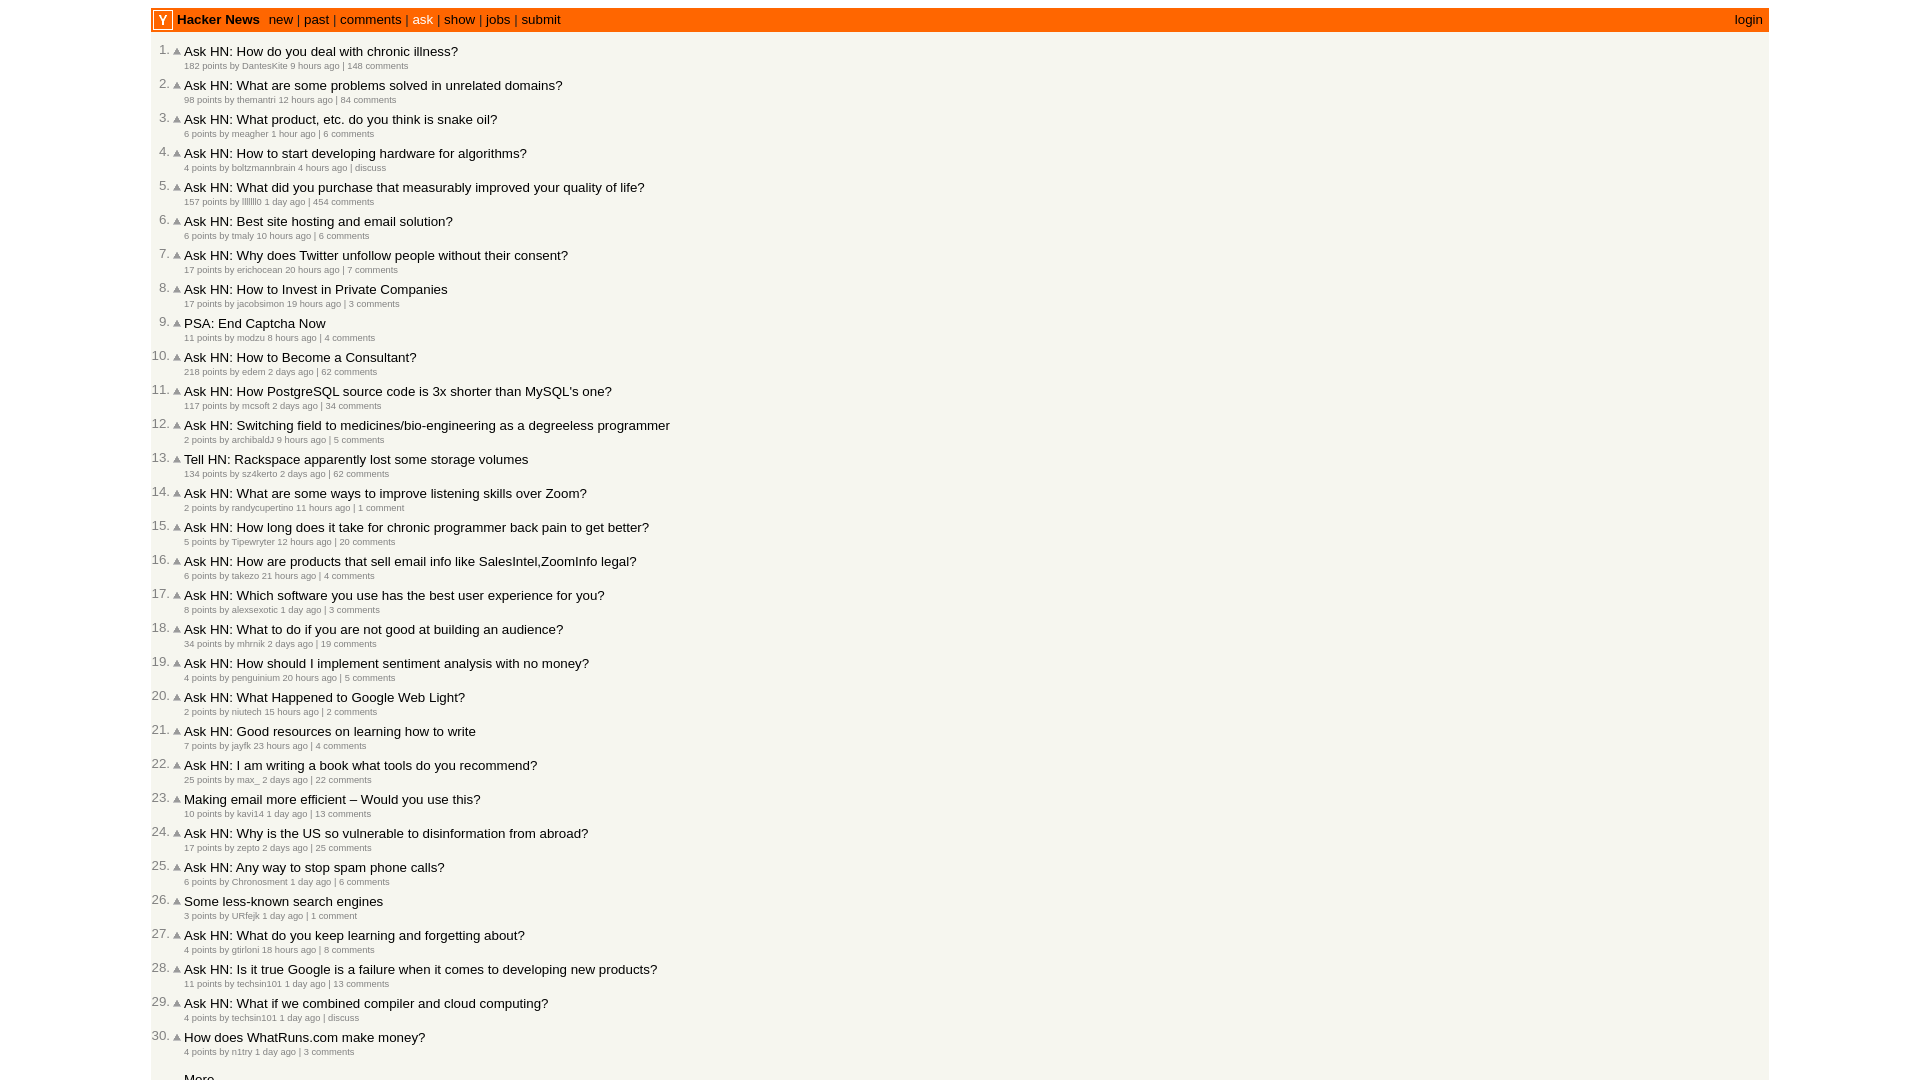 Y Hacker News new | past | comments | ask | show | jobs | submit login
1. Ask HN: How do you deal with chronic illness?
182 points by DantesKite 9 hours ago | 148 comments
2. Ask HN: What are some problems solved in unrelated domains?
98 points by themantri 12 hours ago | 84 comments
3. Ask HN: What product, etc. do you think is snake oil?
6 points by meagher 1 hour ago | 6 comments
4. Ask HN: How to start developing hardware for algorithms?
4 points by boltzmannbrain 4 hours ago | discuss
5. Ask HN: What did you purchase that measurably improved your quality of life?
157 points by 1 day ago | 454 comments
6. Ask HN: Best site hosting and email solution?
6 points by tmaly 10 hours ago | 6 comments
7. Ask HN: Why does Twitter unfollow people without their consent?
17 points by erichocean 20 hours ago | 7 comments
8. Ask HN: How to Invest in Private Companies
17 points by jacobsimon 19 hours ago | 3 comments
9. PSA: End Captcha Now
11 points by modzu 8 hours ago | 4 comments
10. Ask HN: How to Become a Consultant?
218 points by edem 2 days ago | 62 comments
11. Ask HN: How PostgreSQL source code is 3x shorter than MySQL's one?
117 points by mcsoft 2 days ago | 34 comments
12. Ask HN: Switching field to medicines/bio-engineering as a degreeless programmer
2 points by archibaldJ 9 hours ago | 5 comments
13. Tell HN: Rackspace apparently lost some storage volumes
134 points by sz4kerto 2 days ago | 62 comments
14. Ask HN: What are some ways to improve listening skills over Zoom?
2 points by randycupertino 11 hours ago | 1 comment
15. Ask HN: How long does it take for chronic programmer back pain to get better?
5 points by Tipewryter 12 hours ago | 20 comments
16. Ask HN: How are products that sell email info like SalesIntel,ZoomInfo legal?
6 points by takezo 21 hours ago | 4 comments
17. Ask HN: Which software you use has the best user experience for you?
8 points by alexsexotic 1 day ago | 3 comments
18. Ask HN: What to do if you are not good at building an audience?
34 points by mhrnik 2 days ago | 19 comments
19. Ask HN: How should I implement sentiment analysis with no money?
4 points by penguinium 20 hours ago | 5 comments
20. Ask HN: What Happened to Google Web Light?
2 points by niutech 15 hours ago | 2 comments
21. Ask HN: Good resources on learning how to write
7 points by jayfk 23 hours ago | 4 comments
22. Ask HN: I am writing a book what tools do you recommend?
25 points by max_ 2 days ago | 22 comments
23. Making email more efficient – Would you use this?
10 points by kavi14 1 day ago | 13 comments
24. Ask HN: Why is the US so vulnerable to disinformation from abroad?
17 points by zepto 2 days ago | 25 comments
25. Ask HN: Any way to stop spam phone calls?
6 points by Chronosment 1 day ago | 6 comments
26. Some less-known search engines
3 points by URfejk 1 day ago | 1 comment
27. Ask HN: What do you keep learning and forgetting about?
4 points by gtirloni 18 hours ago | 8 comments
28. Ask HN: Is it true Google is a failure when it comes to developing new products?
11 points by techsin101 1 day ago | 13 comments
29. Ask HN: What if we combined compiler and cloud computing?
4 points by techsin101 1 day ago | discuss
30. How does WhatRuns.com make money?
4 points by n1try 1 day ago | 3 comments
More